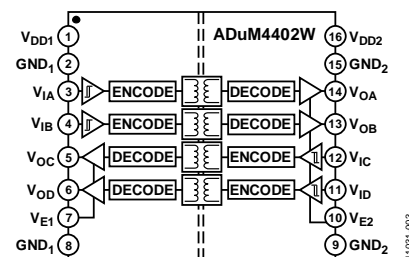 ADuM4402W
VDD1 1 16 VDD2
GND1 2 15 GND2
VIA 3 ENCODE DECODE 14 VOA
VIB 4 ENCODE DECODE 13 VOB
VOC 5 DECODE ENCODE 12 VIC
VOD 6 DECODE ENCODE 11 VID
VE1 7 10 VE2
GND1 8 9 GND2